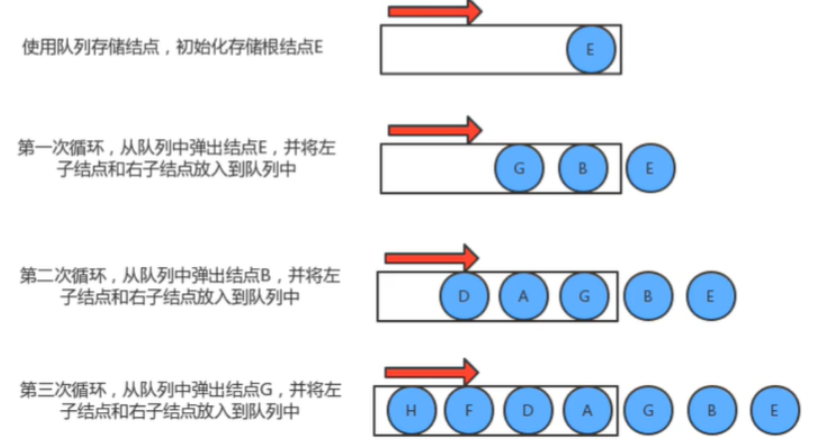 使用队列存储结点，初始化存储根结点E
E
第一次循环，从队列中弹出结点E，并将左
子结点和右子结点放入到队列中
G B E
第二次循环，从队列中弹出结点B，并将左
子结点和右子结点放入到队列中
D A G B E
第三次循环，从队列中弹出结点G，并将左
子结点和右子结点放入到队列中
H F D A G B E